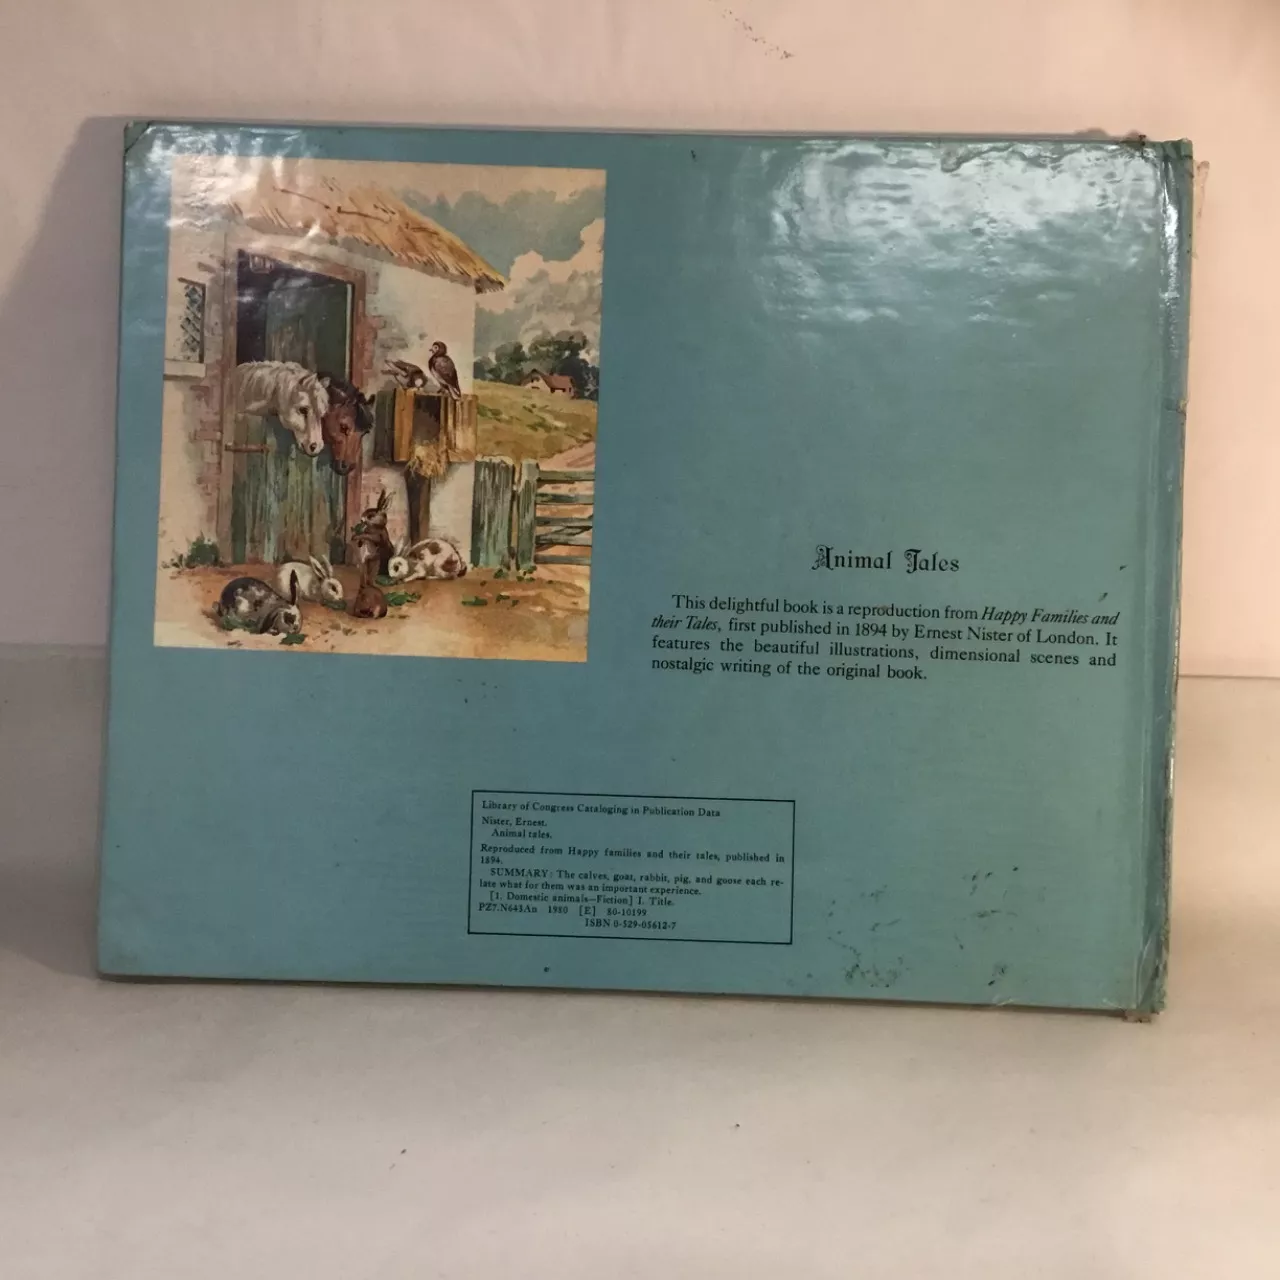 Animal Tales
This delightful book is a reproduction from Happy Families and
their Tales, first published in 1894 by Ernest Nister of London. It
features the beautiful illustrations, dimensional scenes and
nostalgic writing of the original book.
Library of Congress Cataloging in Publication Data
Nister, Ernest.
Animal tales.
Reproduced from Happy families and their tales, published in
1894.
SUMMARY: The calves, goat, rabbit, pig, and goose each re-
late what for them was an important experience.
[1. Domestic animals—Fiction] I. Title.
PZ7.N643An 1980 [E] 80-10199
ISBN 0-529-05612-7